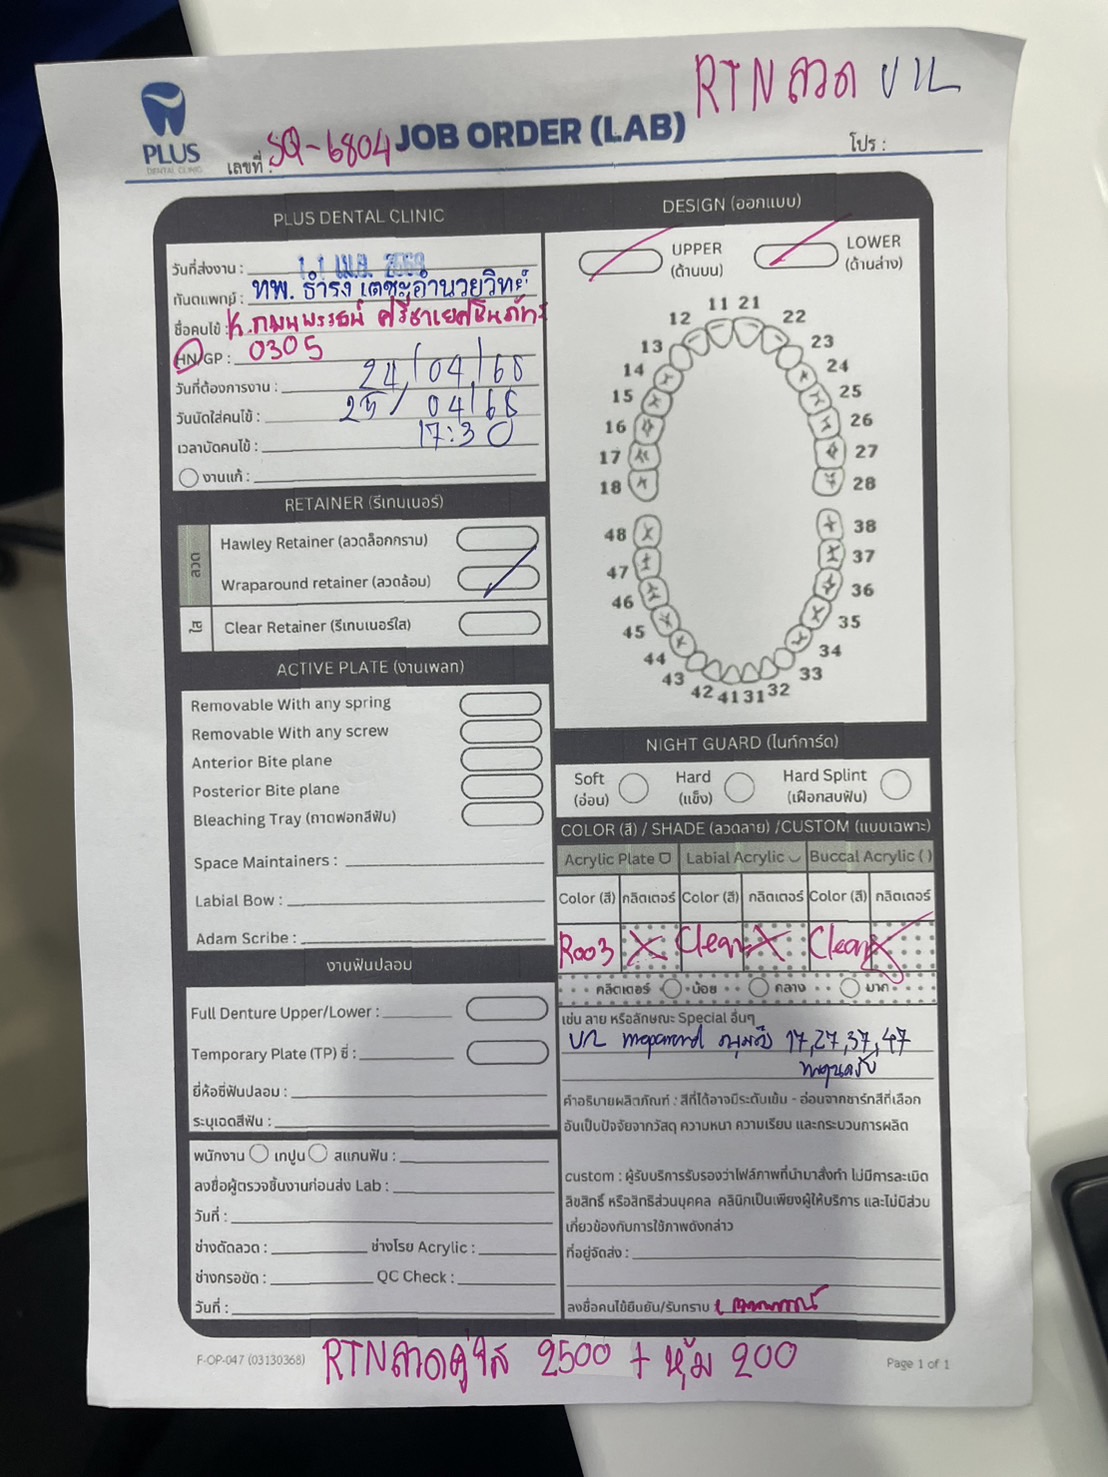 RTN ลวด U/L
PLUS
DENTAL CLINIC
เลขที่ : SQ-6804
JOB ORDER (LAB)
โปร :
PLUS DENTAL CLINIC
วันที่ส่งงาน : 11 เม.ย. 2568
ทันตแพทย์ : ทพ. ธำรง เตชะอำนวยวิทย์
ชื่อคนไข้ : K.
HN/GP : 0305
วันที่ต้องการงาน : 24/04/68
วันนัดใส่คนไข้ : 25/04/68
เวลานัดคนไข้ : 17:30
งานแก้ :
RETAINER (รีเทนเนอร์)
ลวด
Hawley Retainer (ลวดล็อกกราม)
Wraparound retainer (ลวดล้อม)
ใส
Clear Retainer (รีเทนเนอร์ใส)
ACTIVE PLATE (งานเพลท)
Removable With any spring
Removable With any screw
Anterior Bite plane
Posterior Bite plane
Bleaching Tray (ถาดฟอกสีฟัน)
Space Maintainers :
Labial Bow :
Adam Scribe :
งานฟันปลอม
Full Denture Upper/Lower :
Temporary Plate (TP) ซี่ :
ยี่ห้อซี่ฟันปลอม :
ระบุเฉดสีฟัน :
พนักงาน เทปูน สแกนฟัน :
ลงชื่อผู้ตรวจชิ้นงานก่อนส่ง Lab :
วันที่ :
ช่างดัดลวด : ช่างโรย Acrylic :
ช่างกรอขัด : QC Check :
วันที่ :
DESIGN (ออกแบบ)
UPPER (ด้านบน)
LOWER (ด้านล่าง)
11 21
12 22
13 23
14 24
15 25
16 26
17 27
18 28
48 38
47 37
46 36
45 35
44 34
43 33
42 41 31 32
NIGHT GUARD (ไนท์การ์ด)
Soft (อ่อน)
Hard (แข็ง)
Hard Splint (เฝือกสบฟัน)
COLOR (สี) / SHADE (ลวดลาย) /CUSTOM (แบบเฉพาะ)
Acrylic Plate Labial Acrylic Buccal Acrylic ( )
Color (สี) กลิตเตอร์ Color (สี) กลิตเตอร์ Color (สี) กลิตเตอร์
R003 X Clear X Clear X
กลิตเตอร์ น้อย กลาง มาก
เช่น ลาย หรือลักษณะ Special อื่นๆ
U/L 17,27,37,47
คำอธิบายผลิตภัณฑ์ : สีที่ได้อาจมีระดับเข้ม - อ่อนจากชาร์ทสีที่เลือก
อันเป็นปัจจัยจากวัสดุ ความหนา ความเรียบ และกระบวนการผลิต
custom : ผู้รับบริการรับรองว่าไฟล์ภาพที่นำมาสั่งทำ ไม่มีการละเมิด
ลิขสิทธิ์ หรือสิทธิส่วนบุคคล คลินิกเป็นเพียงผู้ให้บริการ และไม่มีส่วน
เกี่ยวข้องกับการใช้ภาพดังกล่าว
ที่อยู่จัดส่ง :
ลงชื่อคนไข้ยืนยัน/รับทราบ
F-OP-047 (03130368)
RTNลวดคู่ใส 2500 + หุ้ม 200
Page 1 of 1